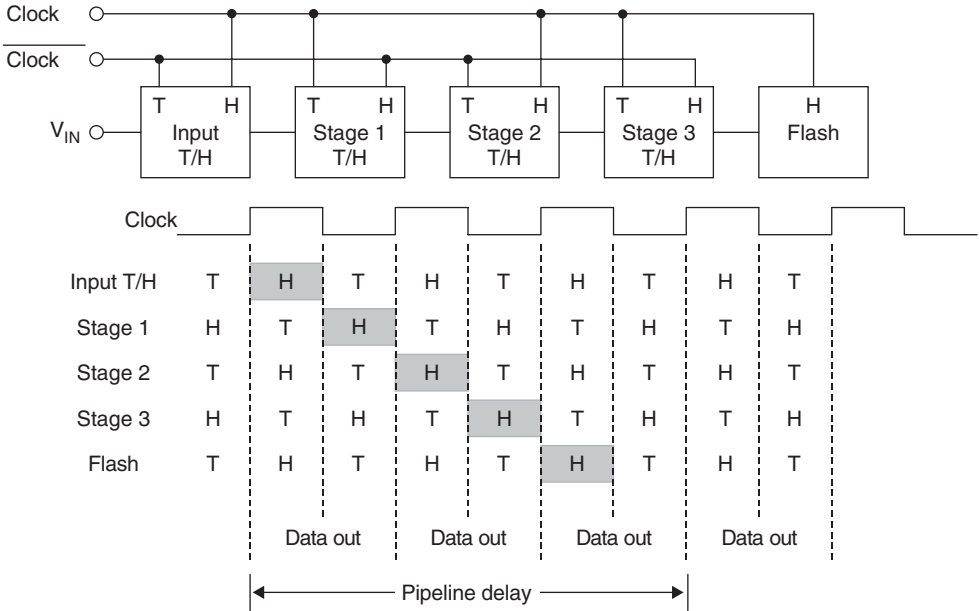 Clock
Clock
V_IN
T H
Input
T/H
T H
Stage 1
T/H
T H
Stage 2
T/H
T H
Stage 3
T/H
H
Flash
Clock
Input T/H T H T H T H T H T
Stage 1 H T H T H T H T H
Stage 2 T H T H T H T H T
Stage 3 H T H T H T H T H
Flash T H T H T H T H T
Data out Data out Data out Data out
Pipeline delay